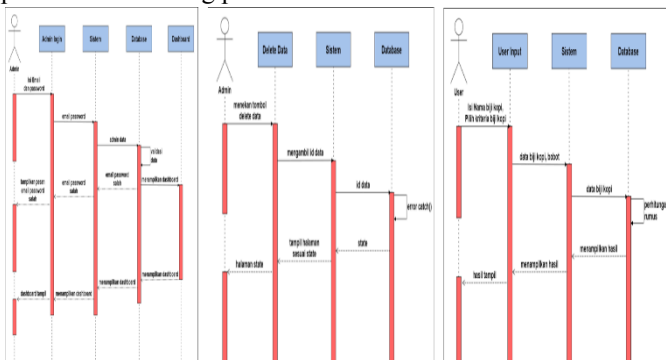 Admin login
Sistem
Database
Dashboard
Admin
isi Email
dan password
email password
admin data
validasi
data
email password
salah
menampilkan dashboard
email password
salah
tampilkan pesan
email password
salah
menampilkan dashboard
menampilkan dashboard
menampilkan dashboard
dashboard tampil
Delete Data
Sistem
Database
Admin
menekan tombol
delete data
mengambil id data
id data
error catch()
state
tampil halaman
sesuai state
halaman state
User Input
Sistem
Database
User
isi Nama biji kopi,
Pilih kriteria biji kopi
data biji kopi, bobot
data biji kopi
perhitungan
rumus
menampilkan hasil
menampilkan hasil
hasil tampil